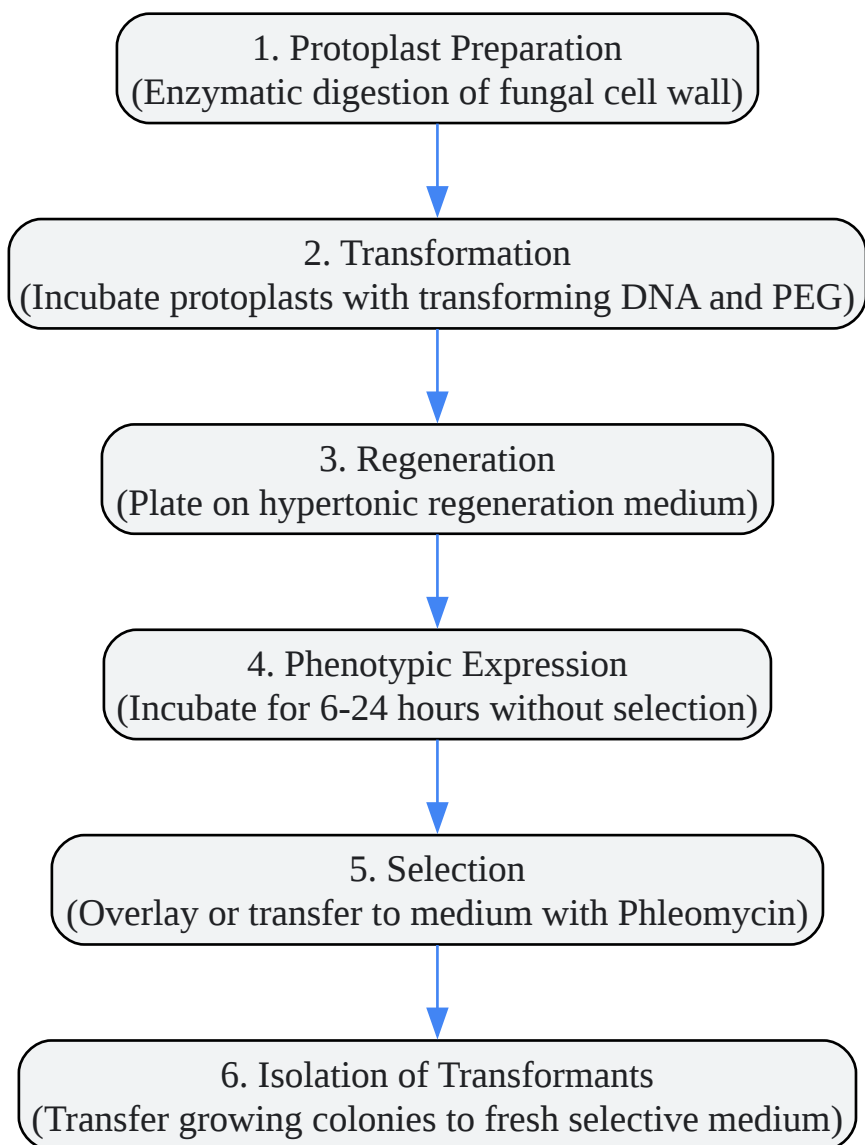 1. Protoplast Preparation
(Enzymatic digestion of fungal cell wall)
2. Transformation
(Incubate protoplasts with transforming DNA and PEG)
3. Regeneration
(Plate on hypertonic regeneration medium)
4. Phenotypic Expression
(Incubate for 6-24 hours without selection)
5. Selection
(Overlay or transfer to medium with Phleomycin)
6. Isolation of Transformants
(Transfer growing colonies to fresh selective medium)